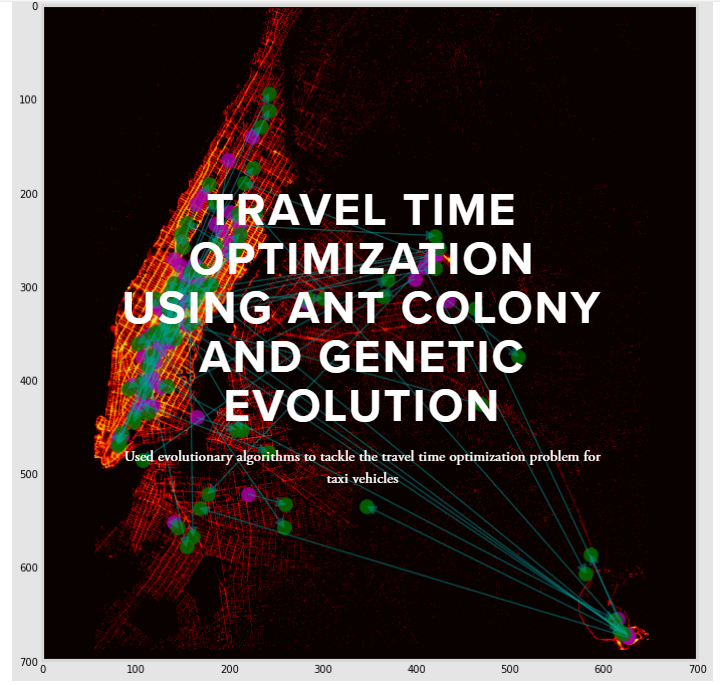 0
100
200
300
400
500
600
700
TRAVEL TIME
OPTIMIZATION
USING ANT COLONY
AND GENETIC
EVOLUTION
Used evolutionary algorithms to tackle the travel time optimization problem for
taxi vehicles
0 100 200 300 400 500 600 700